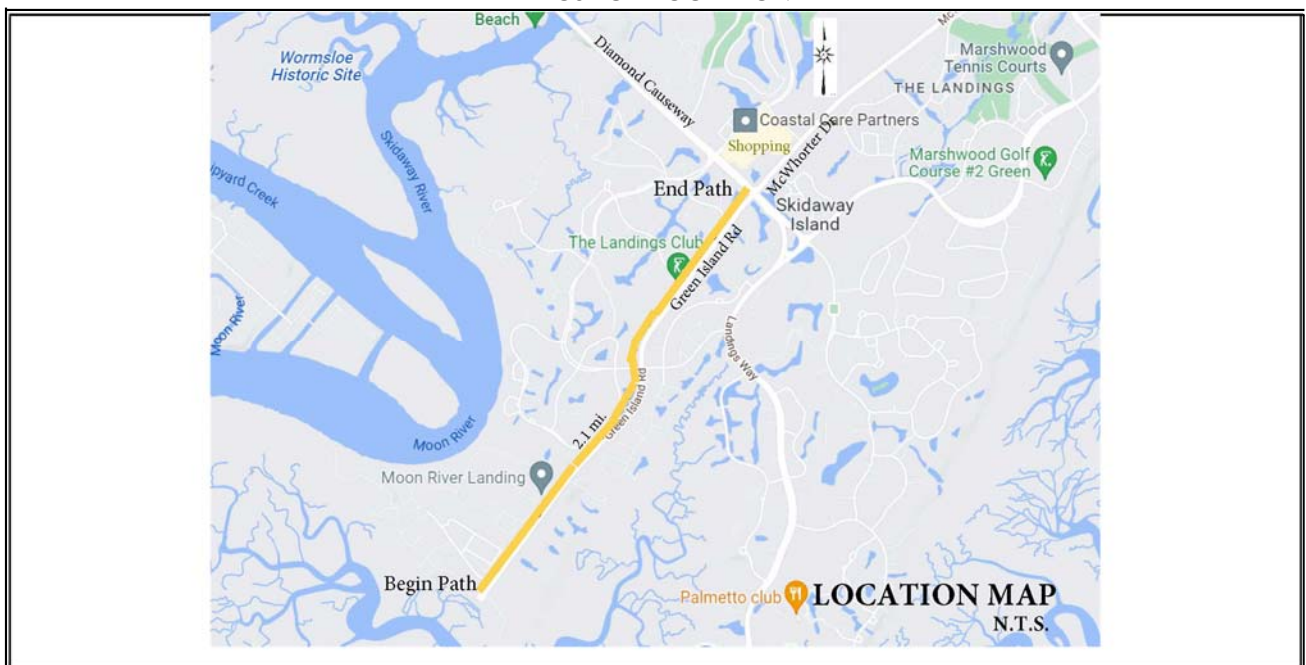 Beach
Wormsloe
Historic Site
Diamond Causeway
Marshwood
Tennis Courts
THE LANDINGS
Coastal Care Partners
Shopping
McWhorter Dr
Marshwood Golf
Course #2 Green
Skidaway River
End Path
Skidaway
Island
The Landings Club
Green Island Rd
Moon River
Landings Way
Green Island Rd
2.1 mi.
Moon River
Moon River Landing
Begin Path
Palmetto club
LOCATION MAP
N.T.S.